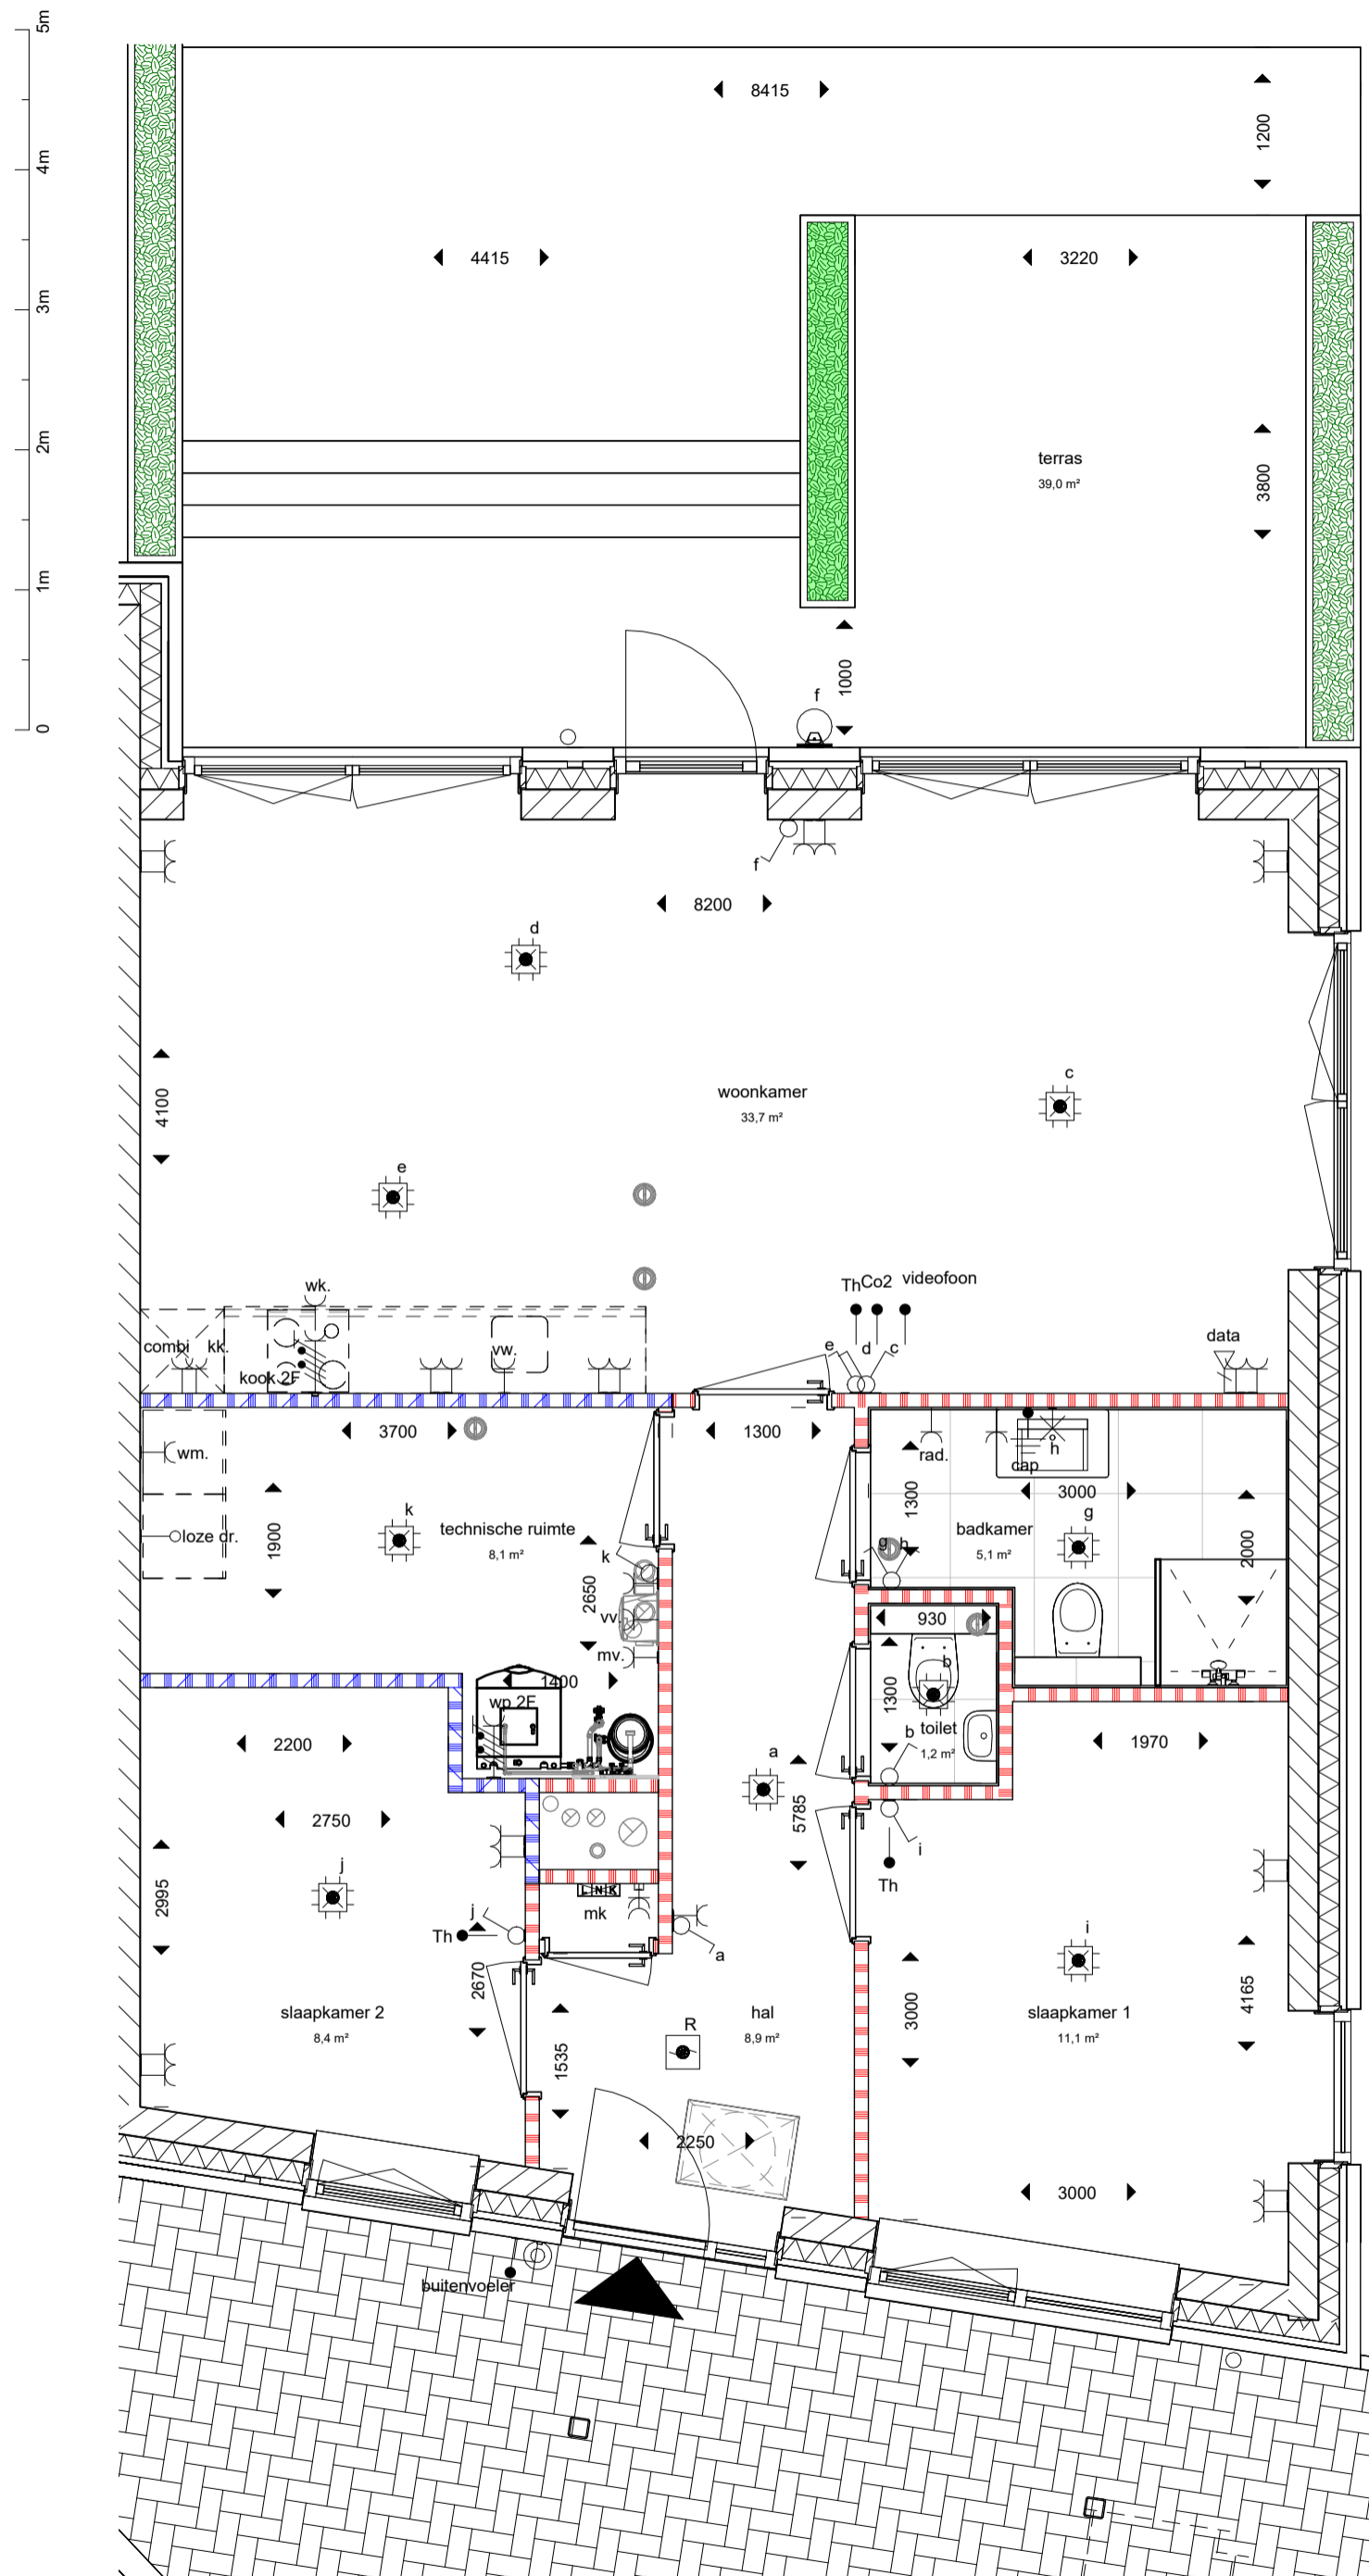 5m
8415
1200
4m
4415
3220
3m
2m
terras
39,0 m²
3800
1m
1000
f
0
f
8200
d
c
4100
woonkamer
33,7 m²
e
wk.
Th Co2 videofoon
combi kk.
vw.
e d c
data
kook 2F
3700
1300
wm.
rad.
h
cap
3000
1300
k
g
loze dr.
1900
technische ruimte
8,1 m²
badkamer
5,1 m²
2000
k
g h
2650
vv.
930
mv.
1400
b
wp 2F
1300
toilet
1,2 m²
b
2200
1970
a
2750
5785
i
j
Th
2995
mk
j
Th
a
i
2670
3000
4165
slaapkamer 2
8,4 m²
hal
8,9 m²
slaapkamer 1
11,1 m²
R
1535
2250
3000
buitenvoeler